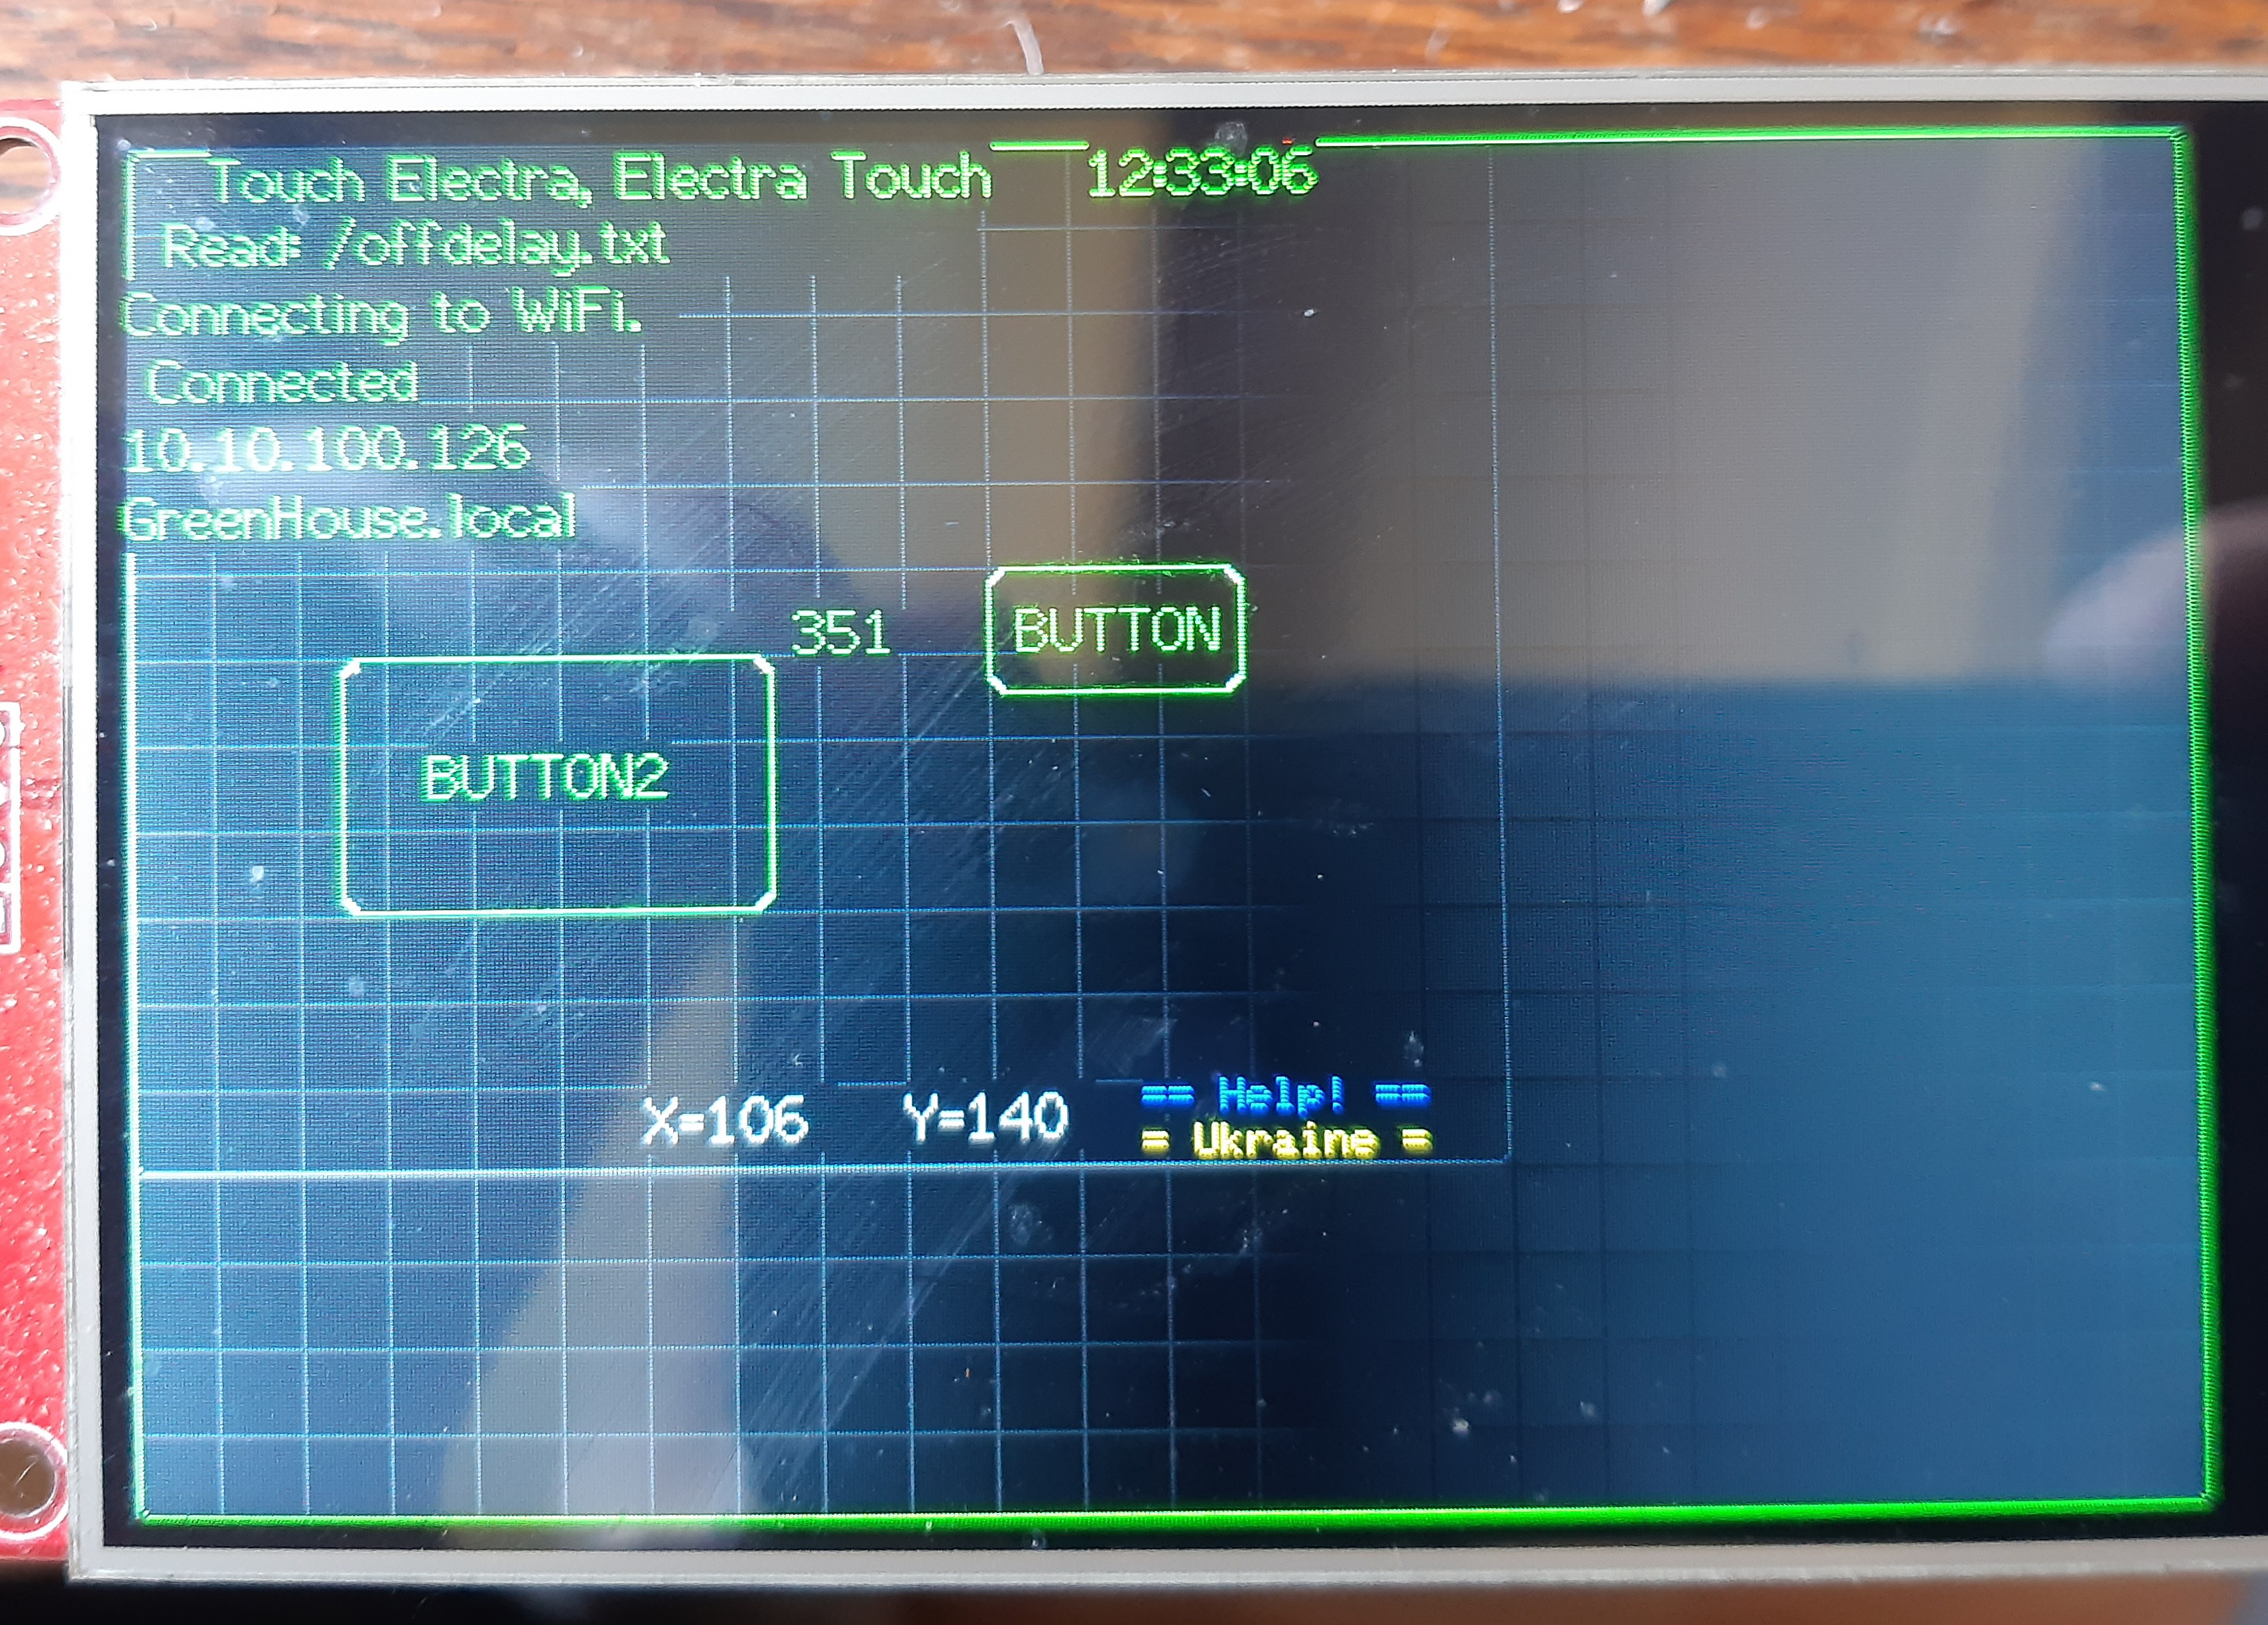 Touch Electra, Electra Touch 12:33:06
Read: /offdelay.txt
Connecting to WiFi.
Connected
10.10.100.126
GreenHouse.local
351
BUTTON
BUTTON2
X=106 Y=140
== Help! ==
= Ukraine =